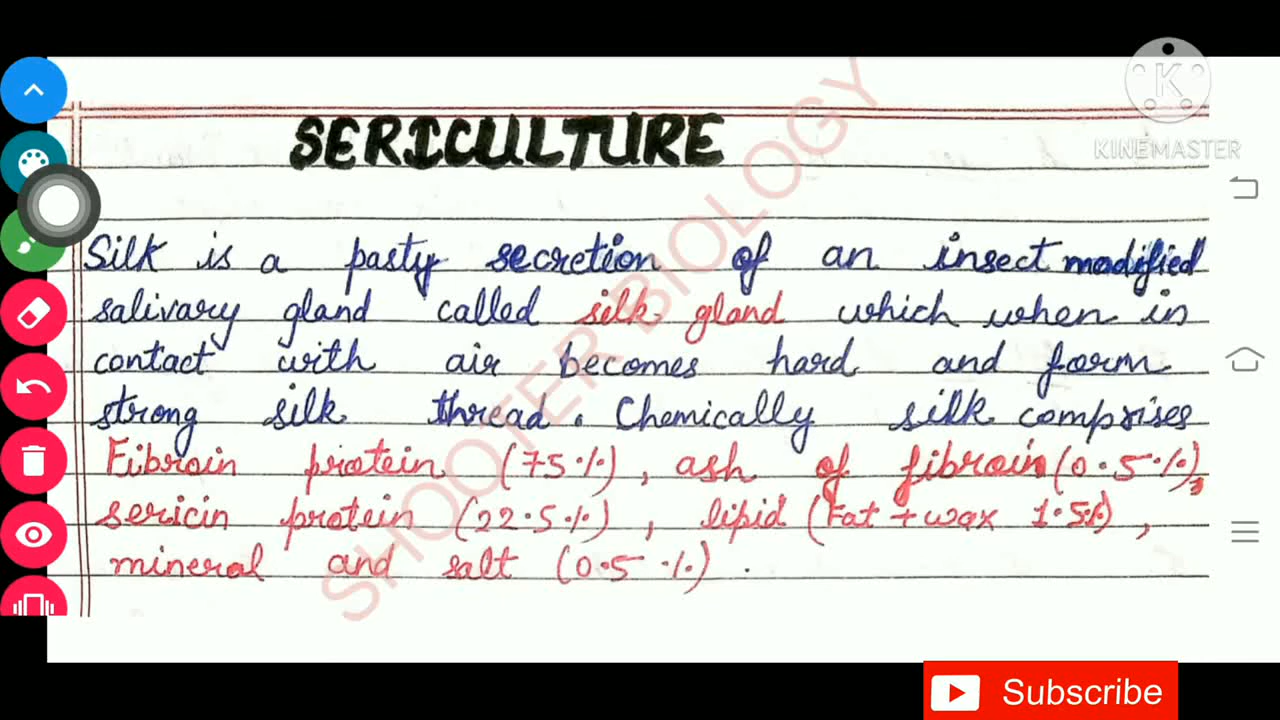 SERICULTURE
KINEMASTER
Silk is a pasty secretion of an insect modified
salivary gland called silk gland which when in
contact with air becomes hard and form
strong silk thread. Chemically silk comprises
Fibroin protein (75%), ash of fibroin (0.5%),
sericin protein (22.5%), lipid (Fat + wax 1.5%),
mineral and salt (0.5%).
SHOOTER BIOLOGY
Subscribe